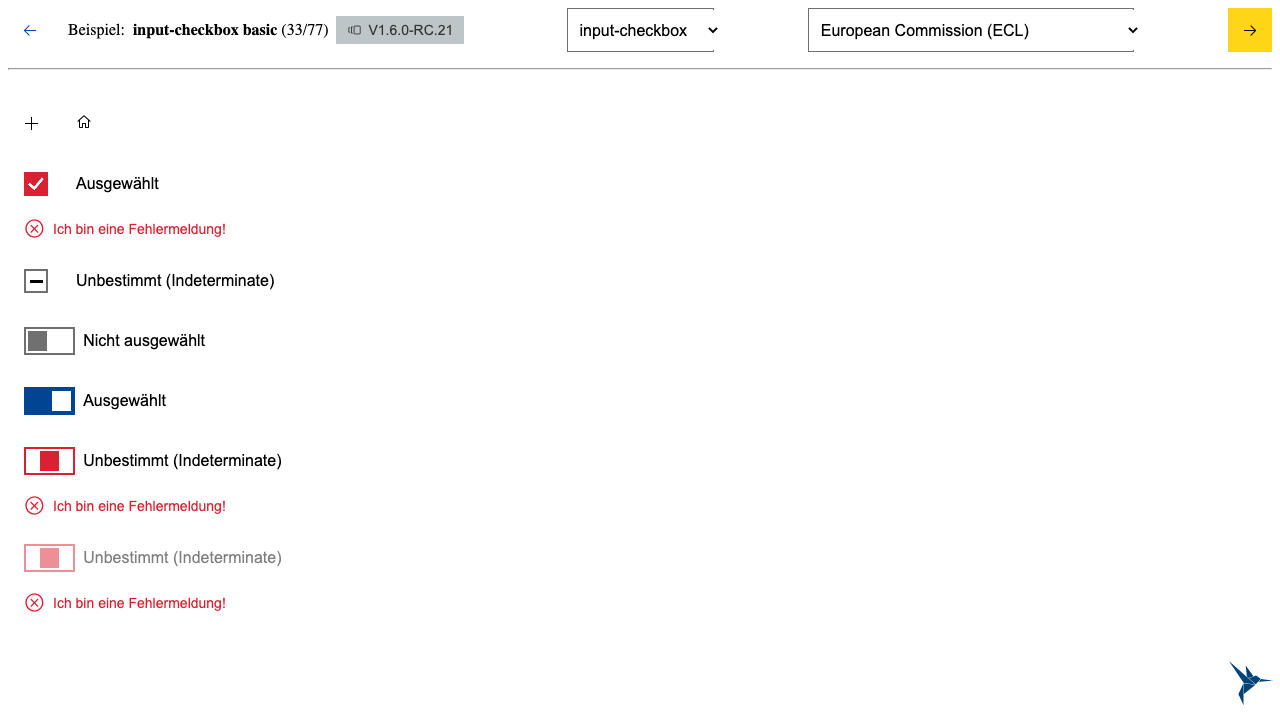 Beispiel: input-checkbox basic (33/77) V1.6.0-RC.21 input-checkbox European Commission (ECL)
Ausgewählt
Ich bin eine Fehlermeldung!
Unbestimmt (Indeterminate)
Nicht ausgewählt
Ausgewählt
Unbestimmt (Indeterminate)
Ich bin eine Fehlermeldung!
Unbestimmt (Indeterminate)
Ich bin eine Fehlermeldung!